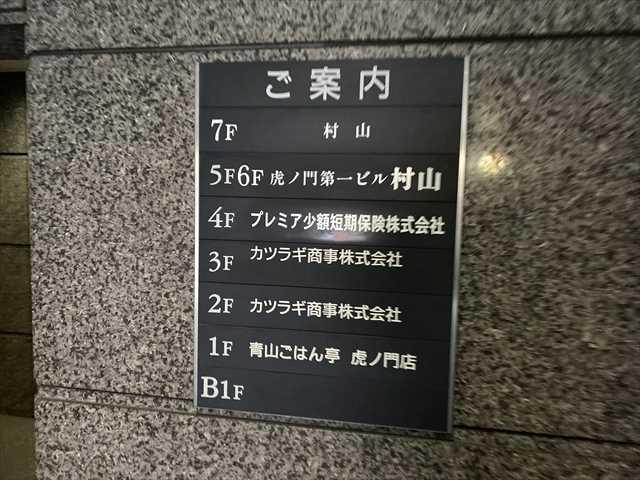 ご案内
7F 村山
5F6F 虎ノ門第一ビル村山
4F プレミア少額短期保険株式会社
3F カツラギ商事株式会社
2F カツラギ商事株式会社
1F 青山ごはん亭 虎ノ門店
B1F